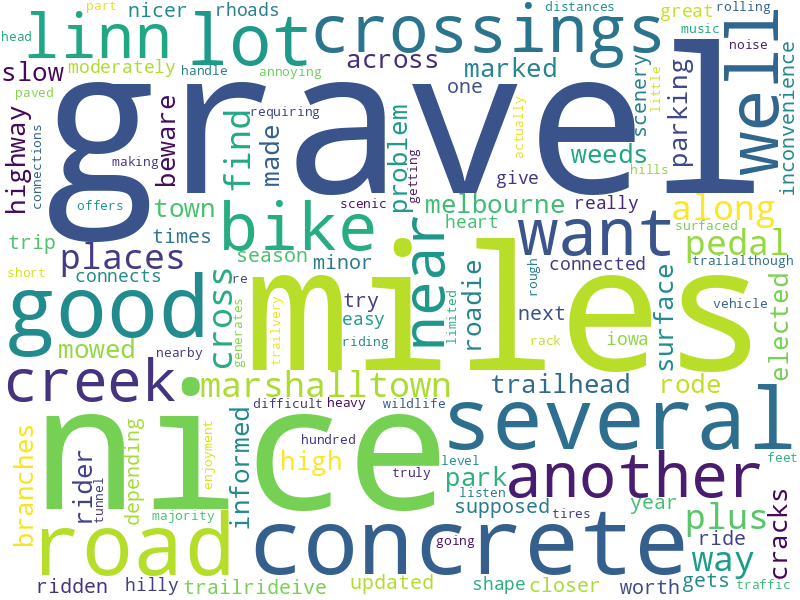 part
nicer
rhoads
distances
great
rolling
head
linn
lot
crossings
music
slow
moderately
across
marked
noise
paved
handle
annoying
one
scenery
little
parking
well
inconvenience
gravel
highway
connections
beware
find
made
requiring
problem
getting
actually
weeds
making
give
hills
offers
scenic
town
bike
melbourne
really
along
trip
times
season
heart
want
surfaced
pedal
places
minor
near
connected
trailalthough
short
connects
cross
re
roadie
rough
surface
good
miles
try
next
vehicle
elected
generates
trailvery
easy
limited
mowed
nearby
riding
rack
iowa
creek
marshalltown
trailhead
rode
nice
difficult
heavy
wildlife
several
branches
informed
depending
enjoyment
hundred
rider
tunnel
high
level
truly
park
another
feet
listen
cracks
majority
supposed
tires
year
plus
road
concrete
going
way
ride
ridden
hilly
trailrideive
updated
shape
closer
worth
gets
traffic